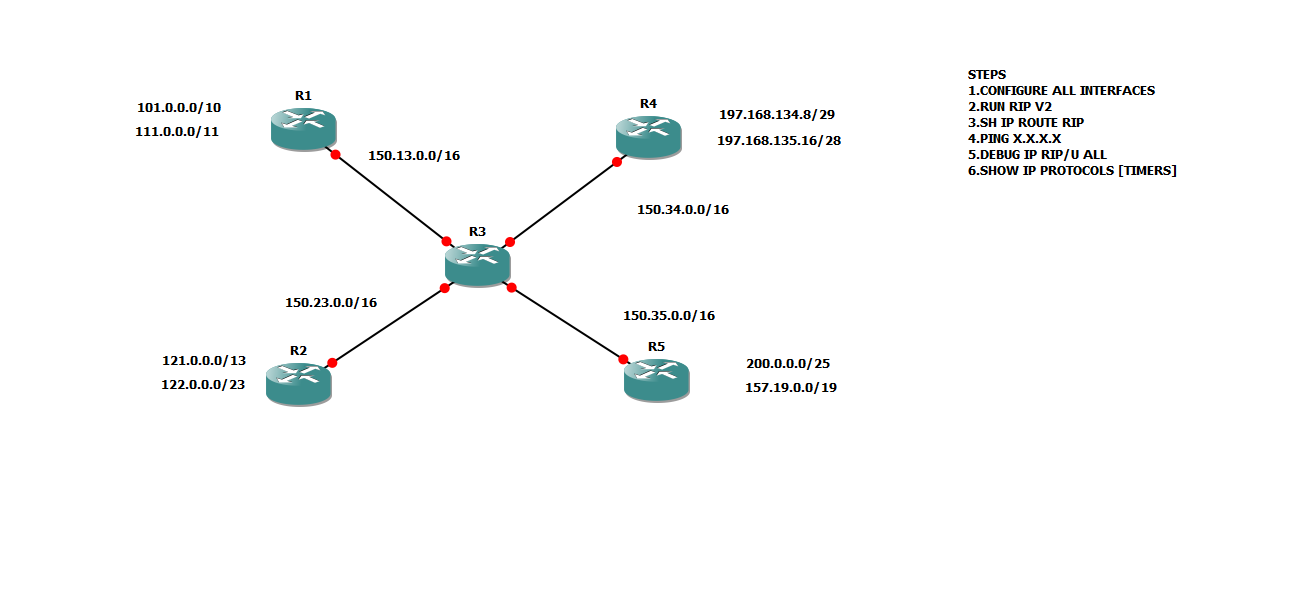 STEPS
1.CONFIGURE ALL INTERFACES
2.RUN RIP V2
3.SH IP ROUTE RIP
4.PING X.X.X.X
5.DEBUG IP RIP/U ALL
6.SHOW IP PROTOCOLS [TIMERS]
R1
101.0.0.0/10
111.0.0.0/11
150.13.0.0/16
R4
197.168.134.8/29
197.168.135.16/28
150.34.0.0/16
R3
150.23.0.0/16
150.35.0.0/16
R2
121.0.0.0/13
122.0.0.0/23
R5
200.0.0.0/25
157.19.0.0/19